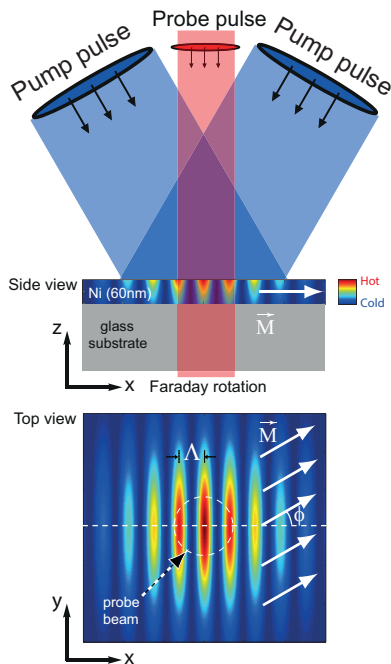 Probe pulse
Pump pulse
Pump pulse
Hot
Cold
Side view
Ni (60nm)
M
glass
substrate
z
x
Faraday rotation
Top view
M
Λ
ϕ
probe
beam
y
x